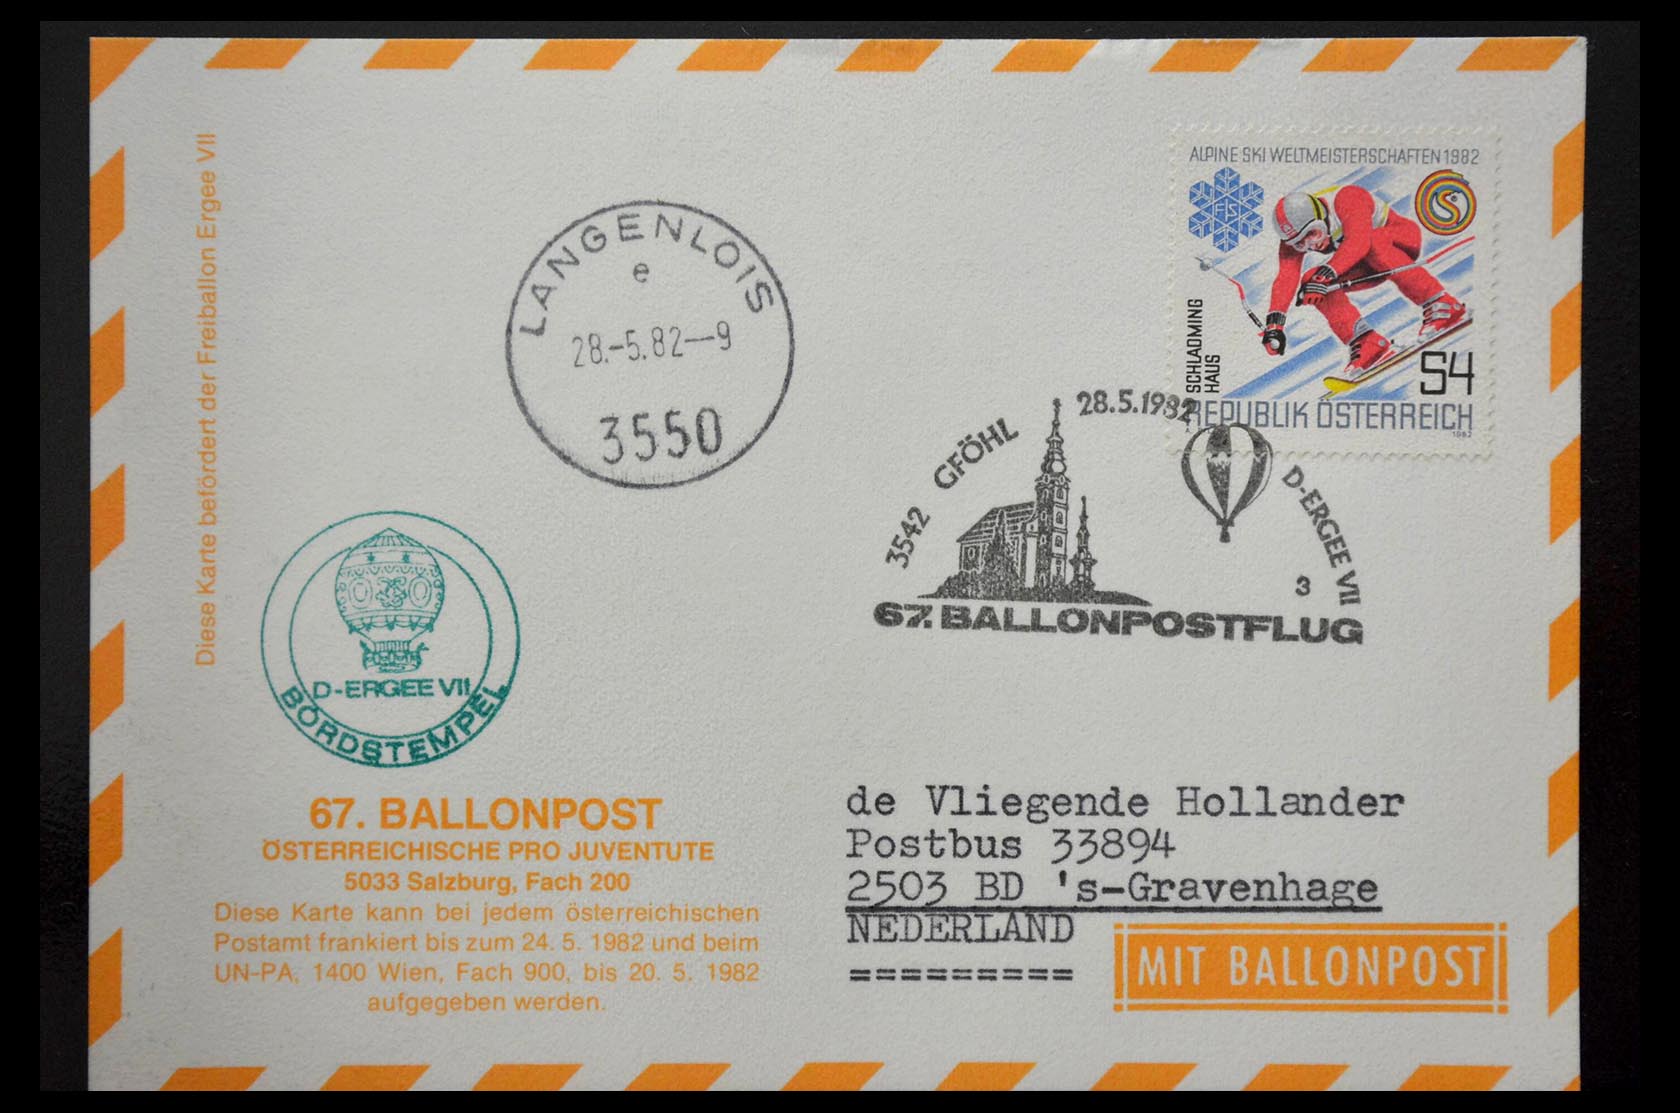 Diese Karte befördert der Freiballon Ergee VII
LANGENLOIS
e
28.-5.82--9
3550
ALPINE SKI WELTMEISTERSCHAFTEN 1982
FIS
S
SCHLADMING
HAUS
S4
REPUBLIK ÖSTERREICH
1982
3542 GFÖHL 28.5.1982 D-ERGEE VII
3
67. BALLONPOSTFLUG
D-ERGEE VII
BORDSTEMPEL
67. BALLONPOST
ÖSTERREICHISCHE PRO JUVENTUTE
5033 Salzburg, Fach 200
Diese Karte kann bei jedem österreichischen
Postamt frankiert bis zum 24. 5. 1982 und beim
UN-PA, 1400 Wien, Fach 900, bis 20. 5. 1982
aufgegeben werden.
de Vliegende Hollander
Postbus 33894
2503 BD 's-Gravenhage
NEDERLAND
=========
MIT BALLONPOST